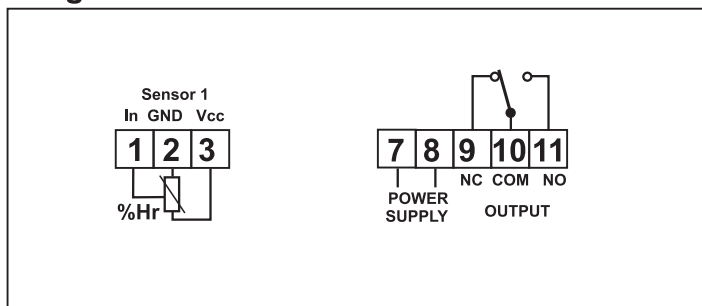 Sensor 1
In GND Vcc
1 2 3
%Hr
7 8 9 10 11
NC COM NO
POWER
SUPPLY
OUTPUT